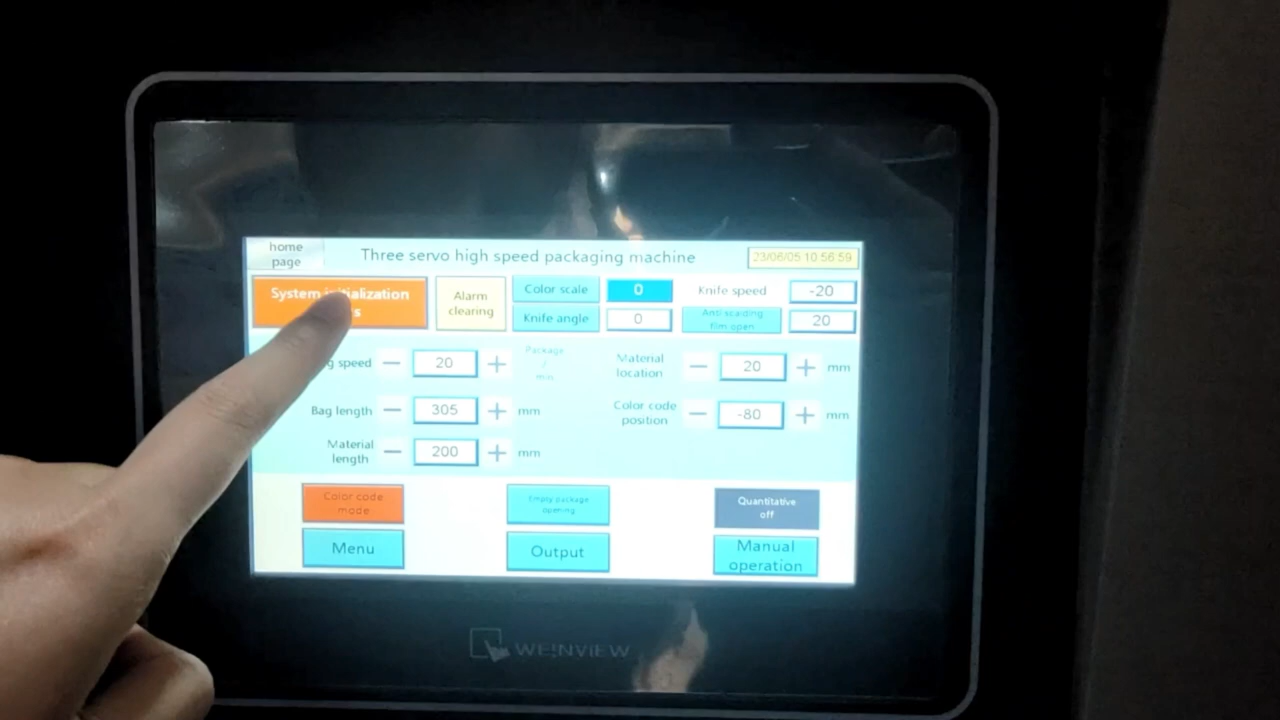 home
page
Three servo high speed packaging machine
23/06/05 10:56:59
System initialization
Alarm
clearing
Color scale
0
Knife speed
-20
Knife angle
0
Anti scalding
film open
20
speed
20
Package
/
min
Material
location
20
mm
Bag length
305
mm
Color code
position
-80
mm
Material
length
200
mm
Color code
mode
Empty package
opening
Quantitative
off
Menu
Output
Manual
operation
WEINVIEW